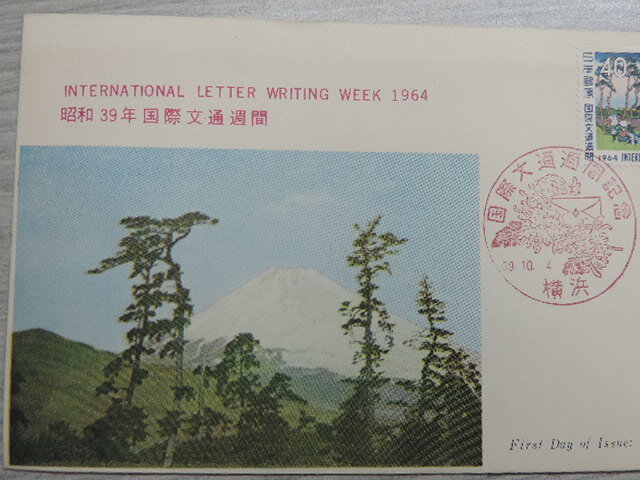 INTERNATIONAL LETTER WRITING WEEK 1964
昭和39年国際文通週間
40
日本郵便 国際文通週間
1964 INTER
国際文通週間記念
39.10.4
横浜
First Day of Issue: